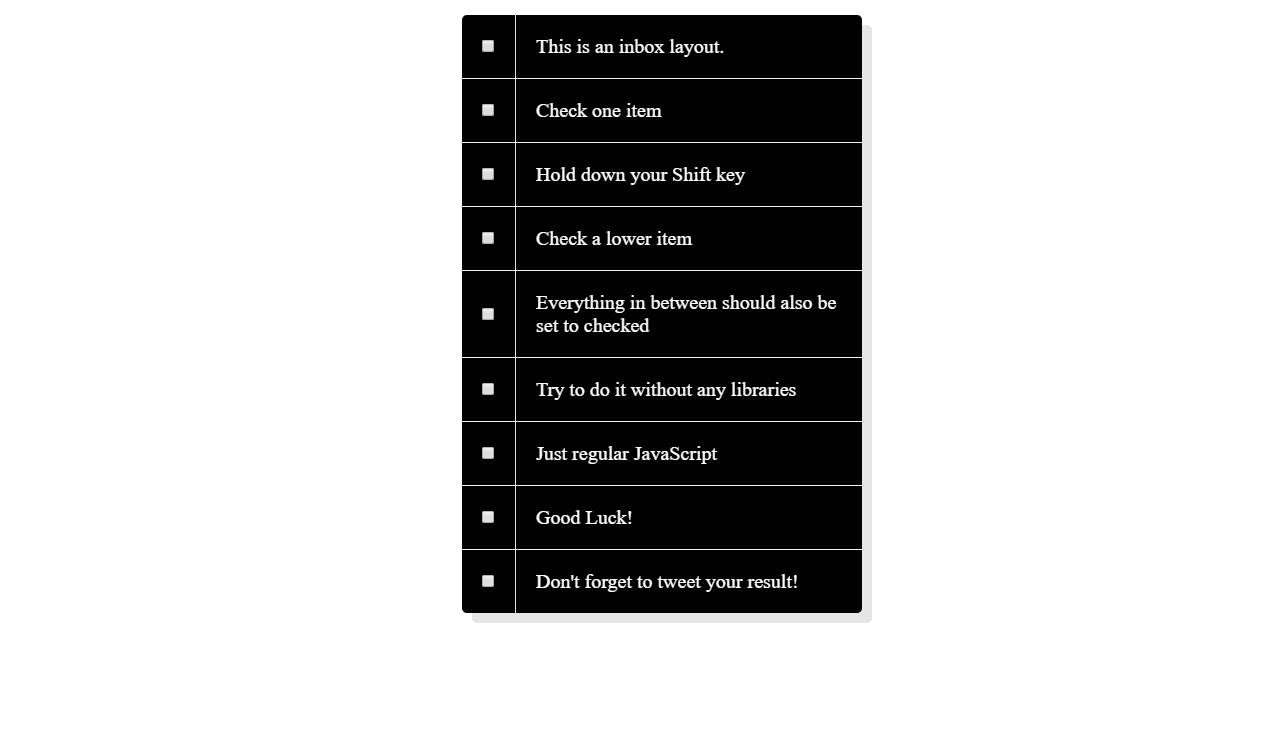 This is an inbox layout.
Check one item
Hold down your Shift key
Check a lower item
Everything in between should also be
set to checked
Try to do it without any libraries
Just regular JavaScript
Good Luck!
Don't forget to tweet your result!